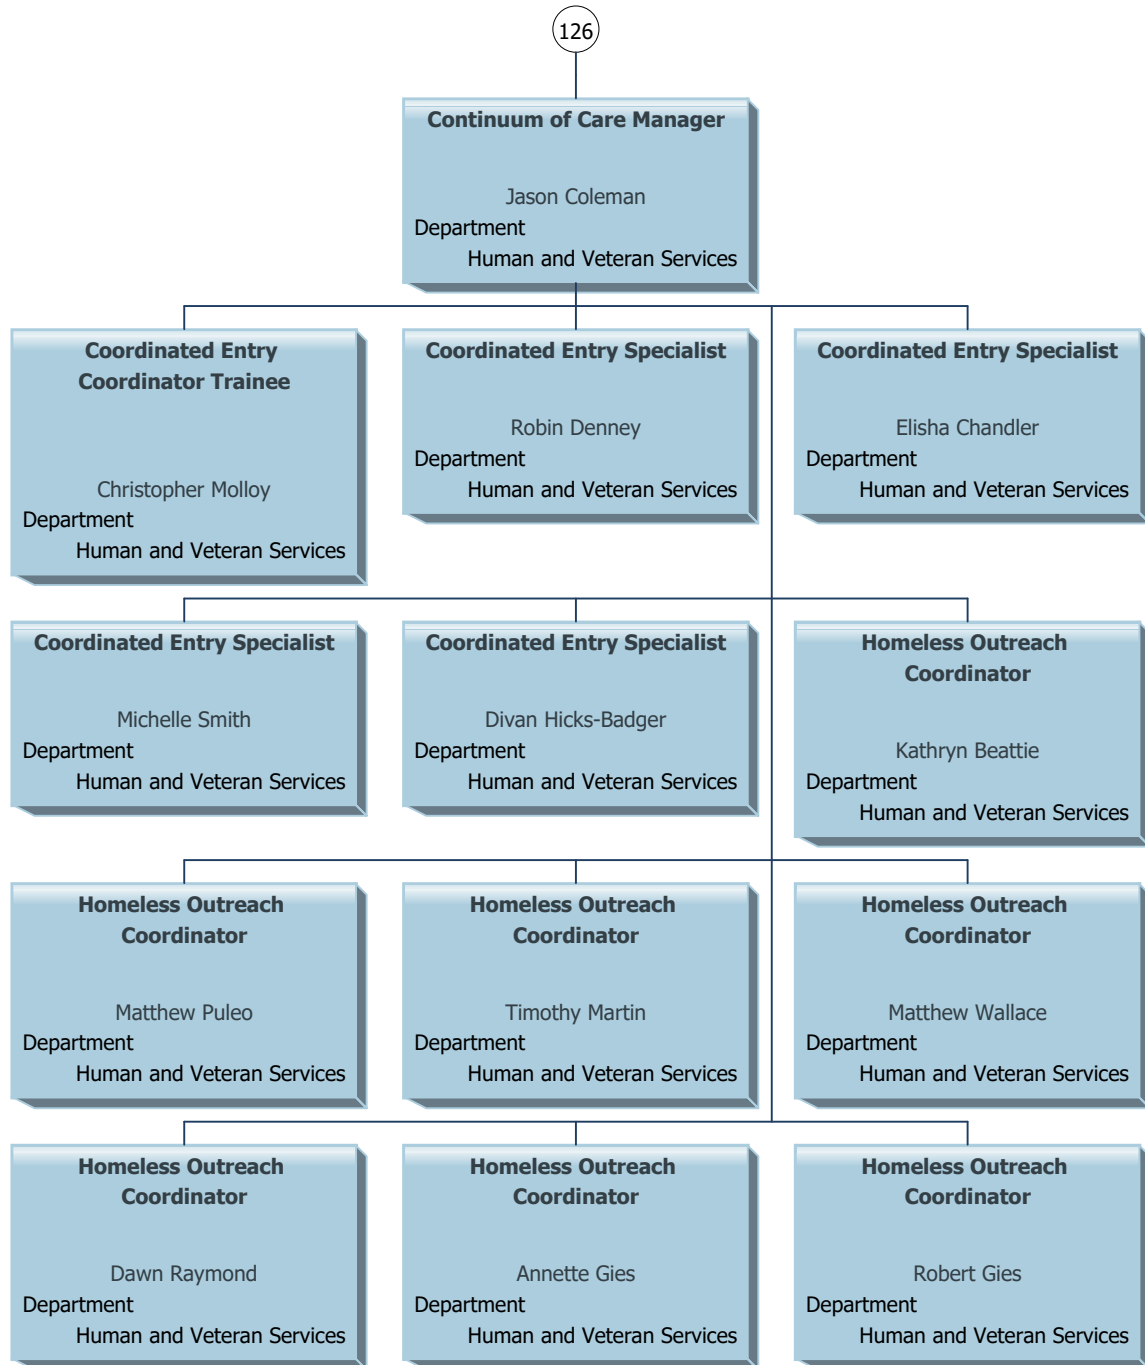 126
Continuum of Care Manager
Jason Coleman
Department
Human and Veteran Services
Coordinated Entry
Coordinator Trainee
Christopher Molloy
Department
Human and Veteran Services
Coordinated Entry Specialist
Robin Denney
Department
Human and Veteran Services
Coordinated Entry Specialist
Elisha Chandler
Department
Human and Veteran Services
Coordinated Entry Specialist
Michelle Smith
Department
Human and Veteran Services
Coordinated Entry Specialist
Divan Hicks-Badger
Department
Human and Veteran Services
Homeless Outreach
Coordinator
Kathryn Beattie
Department
Human and Veteran Services
Homeless Outreach
Coordinator
Matthew Puleo
Department
Human and Veteran Services
Homeless Outreach
Coordinator
Timothy Martin
Department
Human and Veteran Services
Homeless Outreach
Coordinator
Matthew Wallace
Department
Human and Veteran Services
Homeless Outreach
Coordinator
Dawn Raymond
Department
Human and Veteran Services
Homeless Outreach
Coordinator
Annette Gies
Department
Human and Veteran Services
Homeless Outreach
Coordinator
Robert Gies
Department
Human and Veteran Services